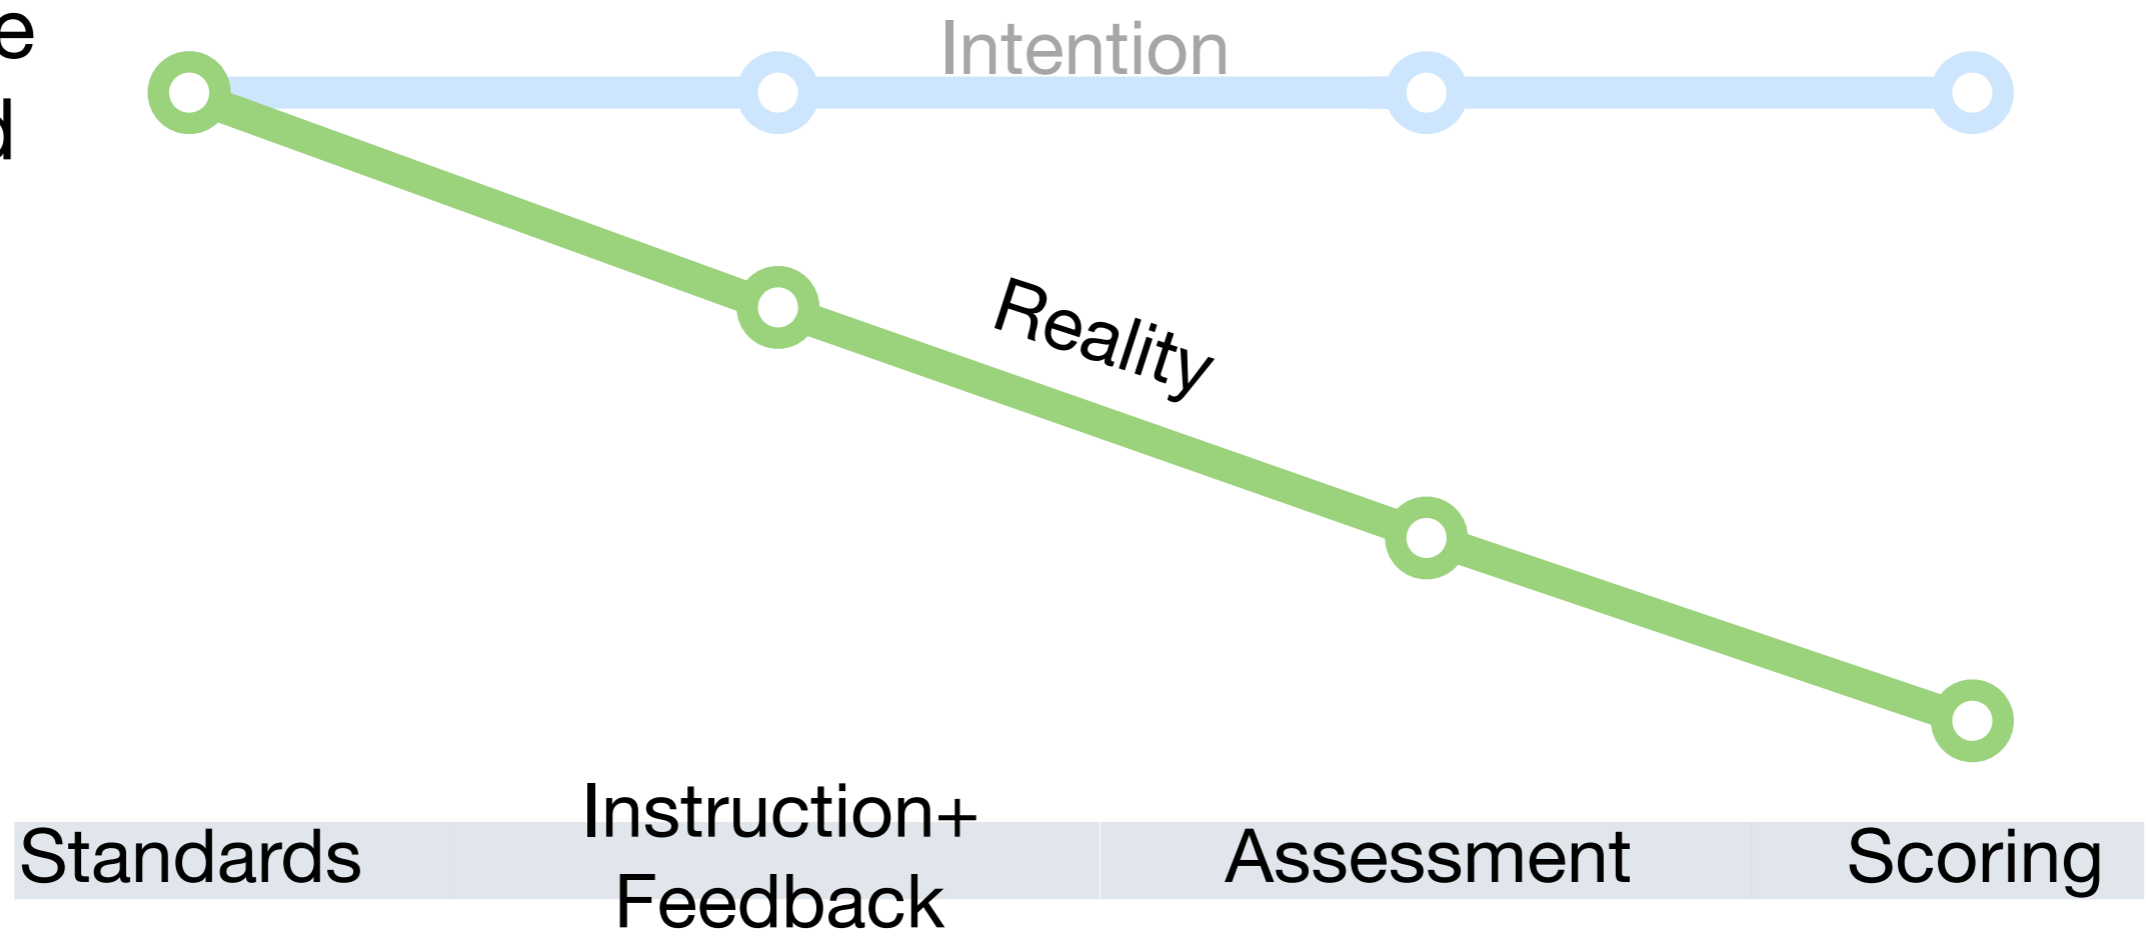 Intention
Reality
Standards
Instruction+
Feedback
Assessment
Scoring